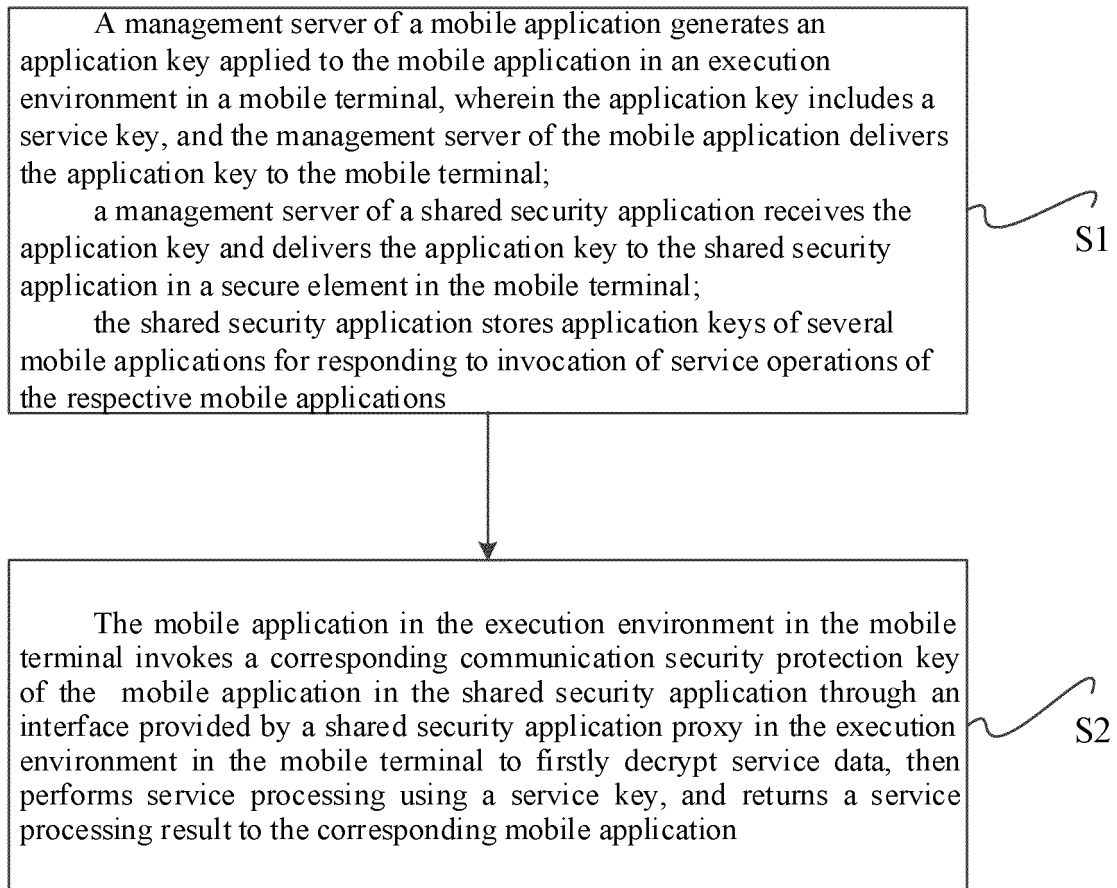 A management server of a mobile application generates an
application key applied to the mobile application in an execution
environment in a mobile terminal, wherein the application key includes a
service key, and the management server of the mobile application delivers
the application key to the mobile terminal;
a management server of a shared security application receives the
application key and delivers the application key to the shared security
application in a secure element in the mobile terminal;
the shared security application stores application keys of several
mobile applications for responding to invocation of service operations of
the respective mobile applications
S1
The mobile application in the execution environment in the mobile
terminal invokes a corresponding communication security protection key
of the mobile application in the shared security application through an
interface provided by a shared security application proxy in the execution
environment in the mobile terminal to firstly decrypt service data, then
performs service processing using a service key, and returns a service
processing result to the corresponding mobile application
S2